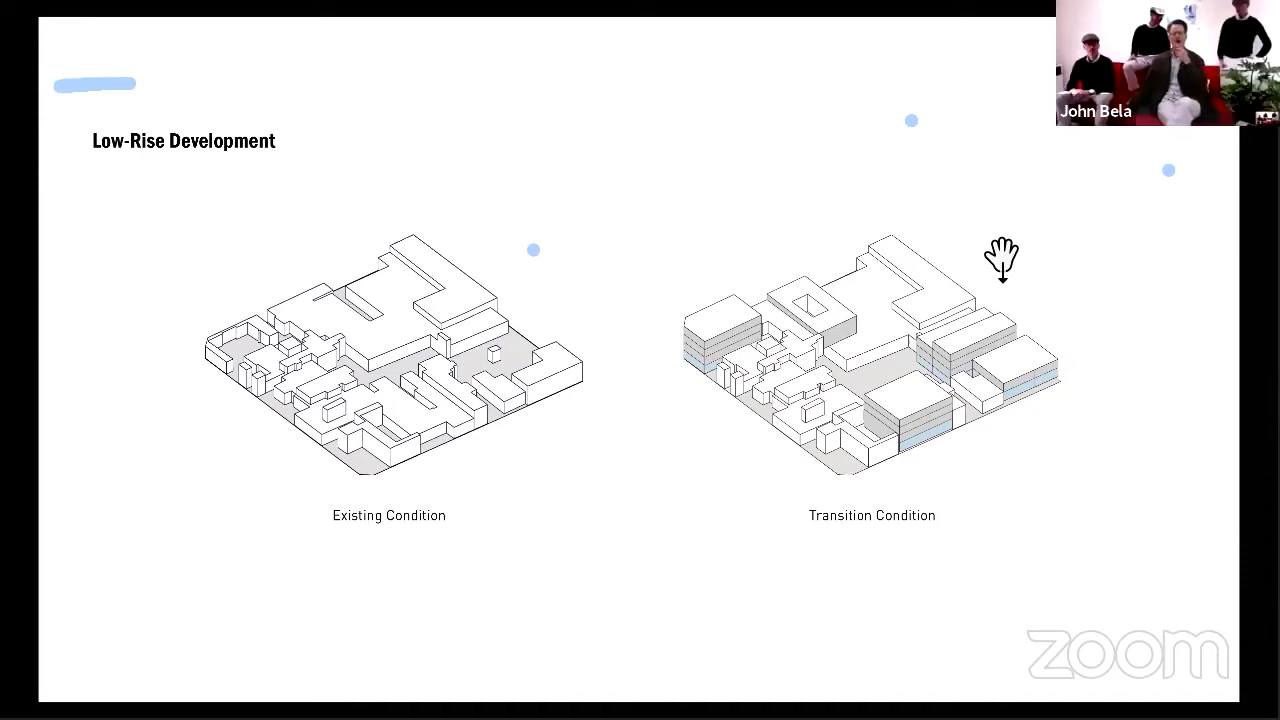 John Bela
Low-Rise Development
Existing Condition
Transition Condition
zoom